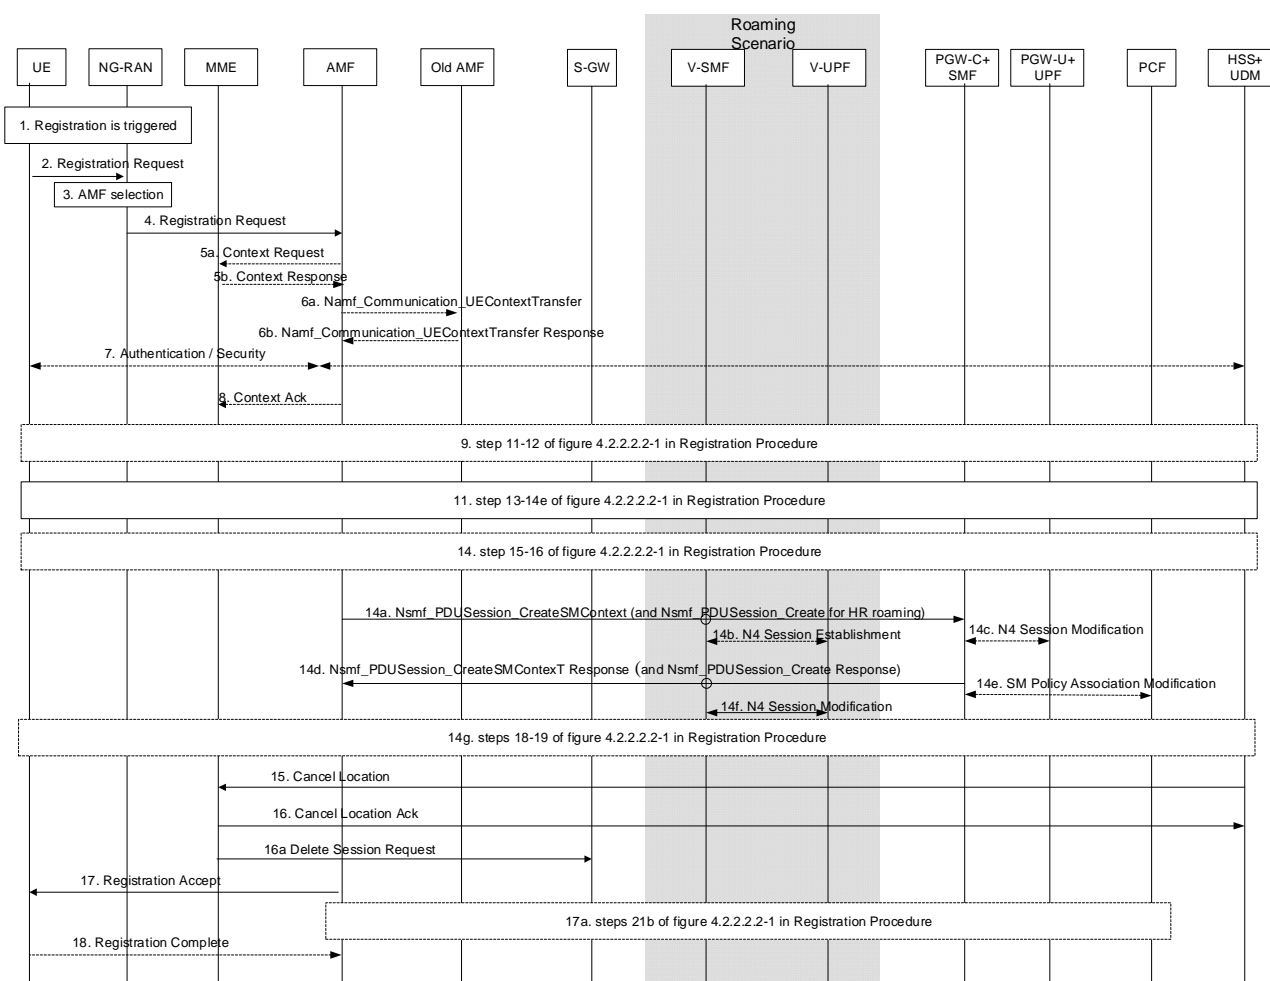 Roaming
Scenario
UE
NG-RAN
MME
AMF
Old AMF
S-GW
V-SMF
V-UPF
PGW-C+
SMF
PGW-U+
UPF
PCF
HSS+
UDM
1. Registration is triggered
2. Registration Request
3. AMF selection
4. Registration Request
5a. Context Request
5b. Context Response
6a. Namf_Communication_UEContextTransfer
6b. Namf_Communication_UEContextTransfer Response
7. Authentication / Security
8. Context Ack
9. step 11-12 of figure 4.2.2.2.2-1 in Registration Procedure
11. step 13-14e of figure 4.2.2.2.2-1 in Registration Procedure
14. step 15-16 of figure 4.2.2.2.2-1 in Registration Procedure
14a. Nsmf_PDUSession_CreateSMContext (and Nsmf_PDUSession_Create for HR roaming)
14b. N4 Session Establishment
14c. N4 Session Modification
14d. Nsmf_PDUSession_CreateSMContexT Response (and Nsmf_PDUSession_Create Response)
14e. SM Policy Association Modification
14f. N4 Session Modification
14g. steps 18-19 of figure 4.2.2.2.2-1 in Registration Procedure
15. Cancel Location
16. Cancel Location Ack
16a Delete Session Request
17. Registration Accept
17a. steps 21b of figure 4.2.2.2.2-1 in Registration Procedure
18. Registration Complete